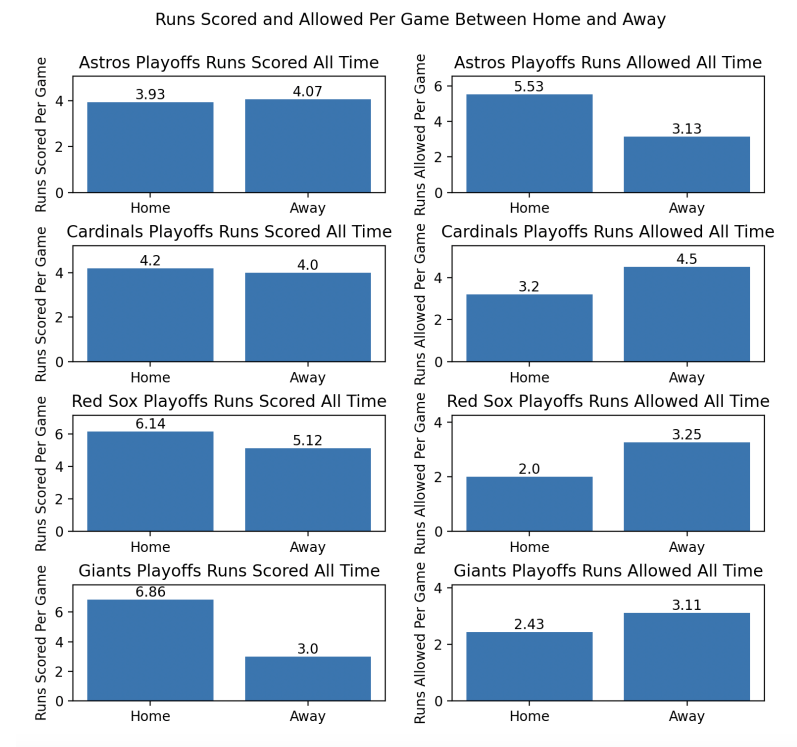 Runs Scored and Allowed Per Game Between Home and Away
Astros Playoffs Runs Scored All Time
Runs Scored Per Game
4
2
0
3.93
4.07
Home
Away
Astros Playoffs Runs Allowed All Time
Runs Allowed Per Game
6
4
2
0
5.53
3.13
Home
Away
Cardinals Playoffs Runs Scored All Time
Runs Scored Per Game
4
2
0
4.2
4.0
Home
Away
Cardinals Playoffs Runs Allowed All Time
Runs Allowed Per Game
4
2
0
3.2
4.5
Home
Away
Red Sox Playoffs Runs Scored All Time
Runs Scored Per Game
6
4
2
0
6.14
5.12
Home
Away
Red Sox Playoffs Runs Allowed All Time
Runs Allowed Per Game
4
2
0
2.0
3.25
Home
Away
Giants Playoffs Runs Scored All Time
Runs Scored Per Game
6
4
2
0
6.86
3.0
Home
Away
Giants Playoffs Runs Allowed All Time
Runs Allowed Per Game
4
2
0
2.43
3.11
Home
Away